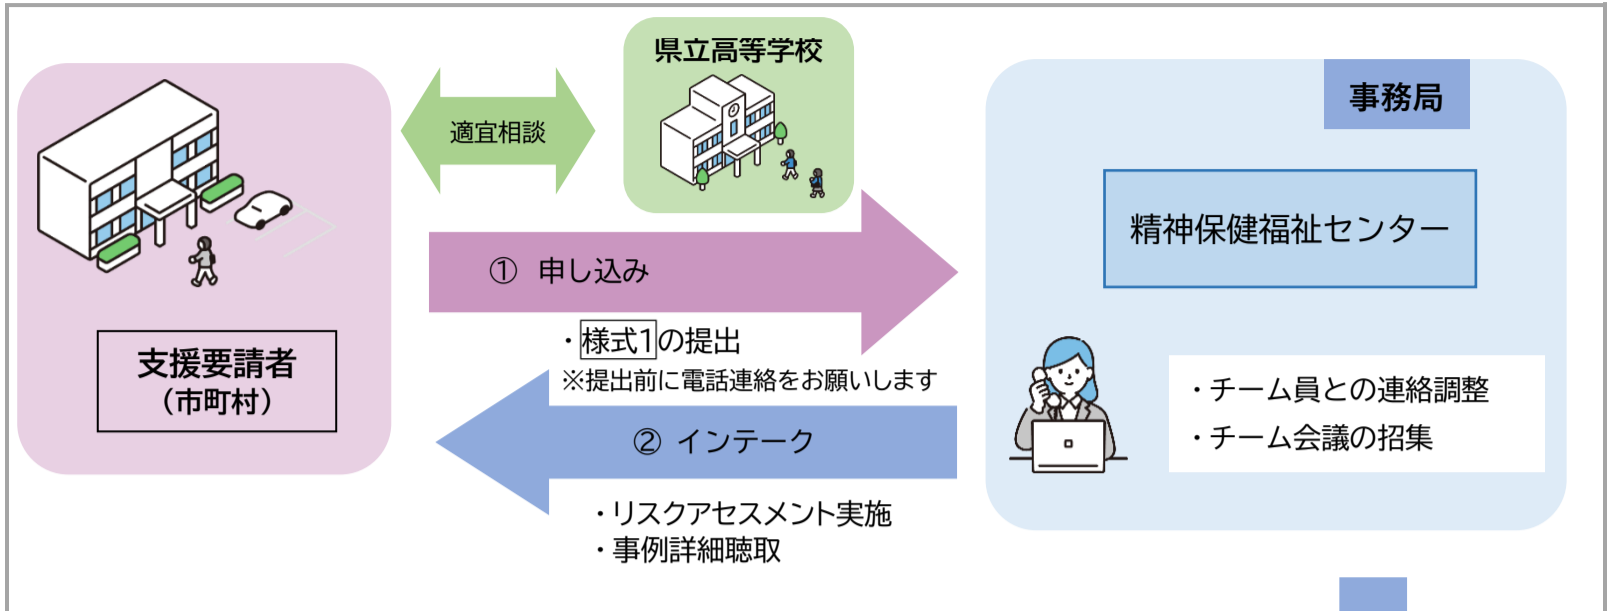 県立高等学校
適宜相談
事務局
精神保健福祉センター
① 申し込み
・様式1の提出
※提出前に電話連絡をお願いします
支援要請者
（市町村）
・チーム員との連絡調整
・チーム会議の招集
② インテーク
・リスクアセスメント実施
・事例詳細聴取